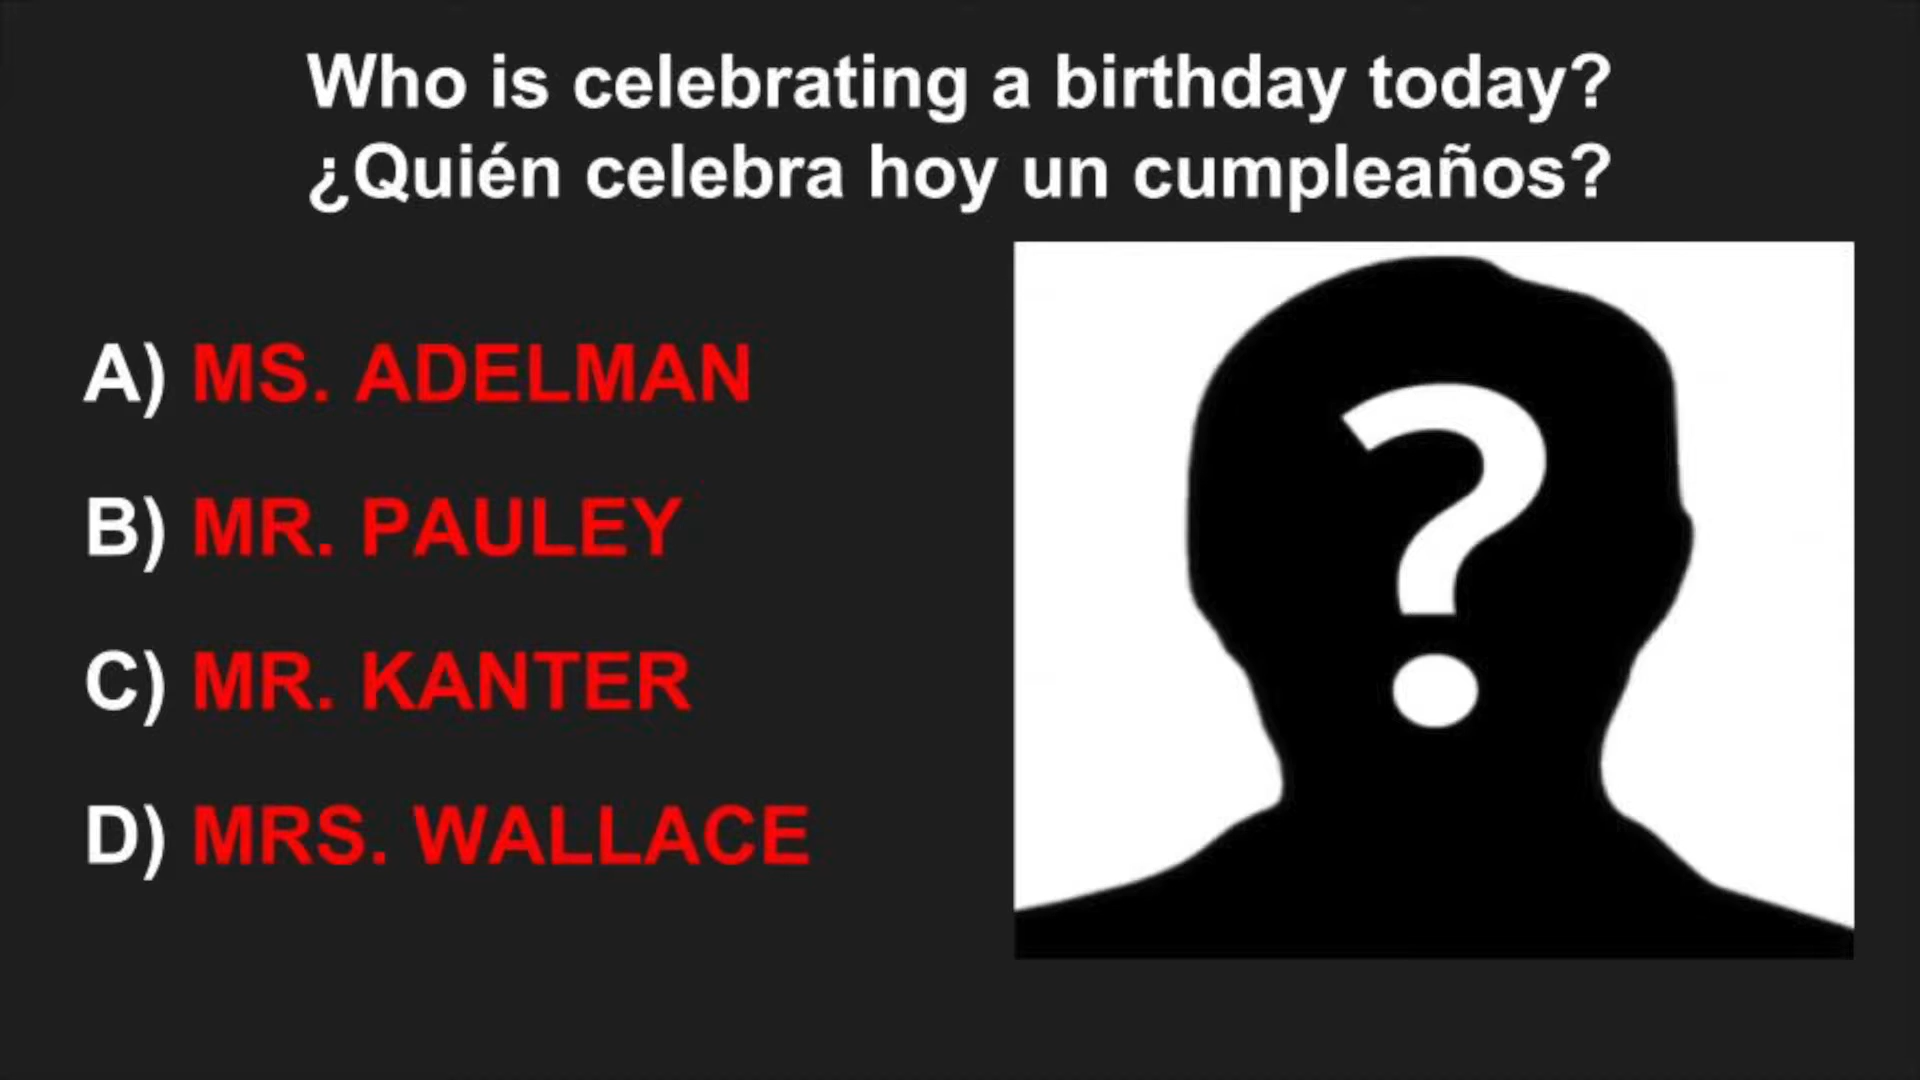 Who is celebrating a birthday today?
¿Quién celebra hoy un cumpleaños?
A) MS. ADELMAN
B) MR. PAULEY
C) MR. KANTER
D) MRS. WALLACE
?